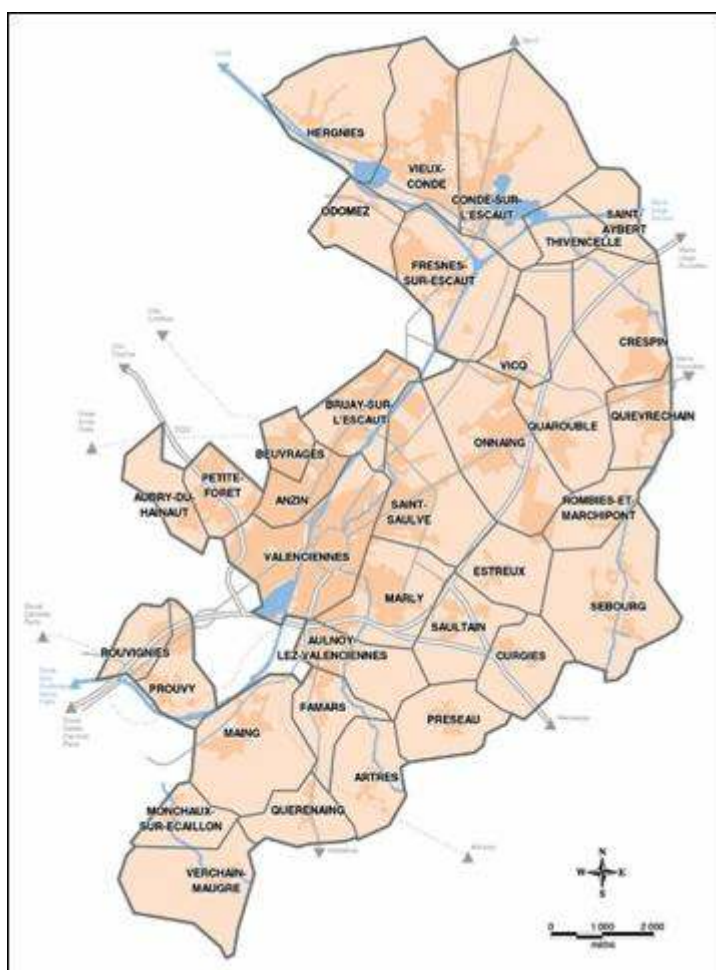 HERGNIES
VIEUX-
CONDE
CONDE-SUR-
L'ESCAUT
ODOMEZ
SAINT-
AYBERT
THIVENCELLE
FRESNES-
SUR-ESCAUT
CRESPIN
VICQ
BRUAY-SUR-
L'ESCAUT
QUIEVRECHAIN
QUAROUBLE
ONNAING
BEUVRAGES
PETITE-
FORET
AUBRY-DU-
HAINAUT
ANZIN
SAINT-
SAULVE
ROMBIES-ET-
MARCHIPONT
VALENCIENNES
ESTREUX
MARLY
SEBOURG
SAULTAIN
AULNOY-
LEZ-VALENCIENNES
CURGIES
ROUVIGNIES
PROUVY
FAMARS
PRESEAU
MAING
ARTRES
MONCHAUX-
SUR-ECAILLON
QUERENAING
VERCHAIN-
MAUGRE
N
W E
S
0 1 000 2 000